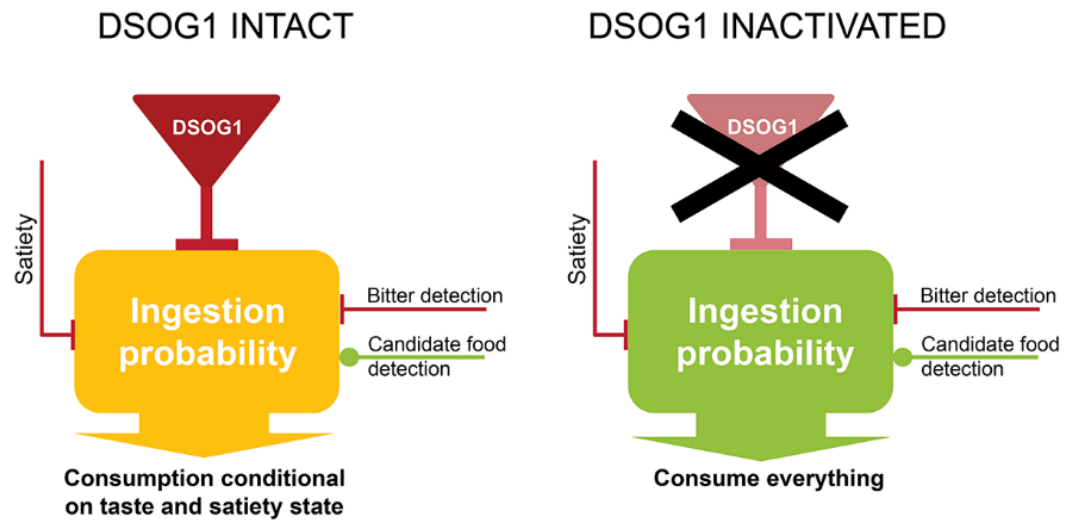 DSOG1 INTACT
DSOG1
Satiety
Ingestion
probability
Bitter detection
Candidate food
detection
Consumption conditional
on taste and satiety state
DSOG1 INACTIVATED
DSOG1
Satiety
Ingestion
probability
Bitter detection
Candidate food
detection
Consume everything